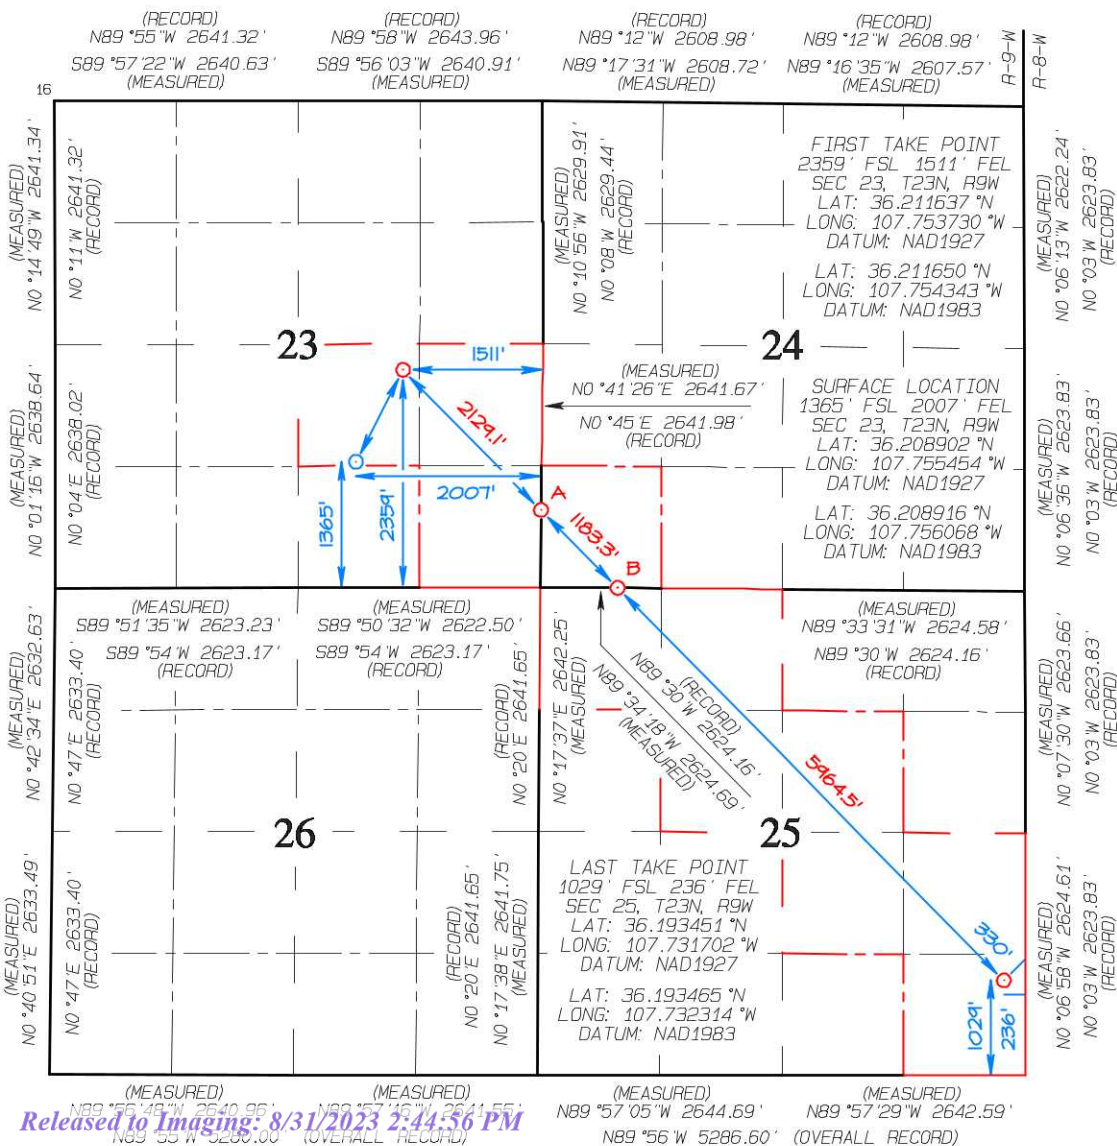 (RECORD)
N89°55'W 2641.32'
S89°57'22"W 2640.63'
(MEASURED)
(RECORD)
N89°58'W 2643.96'
S89°56'03"W 2640.91'
(MEASURED)
(RECORD)
N89°12'W 2608.98'
N89°17'31"W 2608.72'
(MEASURED)
(RECORD)
N89°12'W 2608.98'
N89°16'35"W 2607.57'
(MEASURED)
R-9-W
R-8-W
16
(MEASURED)
N0°14'49"W 2641.34'
N0°11'W 2641.32'
(RECORD)
(MEASURED)
N0°10'56"W 2629.91'
N0°08'W 2629.44'
(RECORD)
FIRST TAKE POINT
2359' FSL 1511' FEL
SEC 23, T23N, R9W
LAT: 36.211637°N
LONG: 107.753730°W
DATUM: NAD1927
LAT: 36.211650°N
LONG: 107.754343°W
DATUM: NAD1983
(MEASURED)
N0°06'13"W 2622.24'
N0°03'W 2623.83'
(RECORD)
23
1511'
24
(MEASURED)
N0°41'26"E 2641.67'
N0°45'E 2641.98'
(RECORD)
(MEASURED)
N0°01'16"W 2638.64'
N0°04'E 2638.02'
(RECORD)
2129.1'
2007'
1365'
2359'
A
1183.3'
B
SURFACE LOCATION
1365' FSL 2007' FEL
SEC 23, T23N, R9W
LAT: 36.208902°N
LONG: 107.755454°W
DATUM: NAD1927
LAT: 36.208916°N
LONG: 107.756068°W
DATUM: NAD1983
(MEASURED)
N0°06'36"W 2623.83'
N0°03'W 2623.83'
(RECORD)
(MEASURED)
S89°51'35"W 2623.23'
S89°54'W 2623.17'
(RECORD)
(MEASURED)
S89°50'32"W 2622.50'
S89°54'W 2623.17'
(RECORD)
(MEASURED)
N89°33'31"W 2624.58'
N89°30'W 2624.16'
(RECORD)
(MEASURED)
N0°42'34"E 2632.63'
N0°47'E 2633.40'
(RECORD)
(RECORD)
N0°20'E 2641.65'
N0°17'37"E 2642.25'
(MEASURED)
(RECORD)
N89°30'W 2624.16'
N89°34'18"W 2624.69'
(MEASURED)
5964.5'
(MEASURED)
N0°07'30"W 2623.65'
N0°03'W 2623.83'
(RECORD)
26
25
(MEASURED)
N0°40'51"E 2633.49'
N0°47'E 2633.40'
(RECORD)
(RECORD)
N0°20'E 2641.65'
N0°17'38"E 2641.75'
(MEASURED)
LAST TAKE POINT
1029' FSL 236' FEL
SEC 25, T23N, R9W
LAT: 36.193451°N
LONG: 107.731702°W
DATUM: NAD1927
LAT: 36.193465°N
LONG: 107.732314°W
DATUM: NAD1983
330'
1029'
236'
(MEASURED)
N0°06'58"W 2624.61'
N0°03'W 2623.83'
(RECORD)
(MEASURED)
N89°56'48"W 2640.96'
(MEASURED)
N89°57'16"W 2641.55'
N89°55'W 5280.00' (OVERALL RECORD)
(MEASURED)
N89°57'05"W 2644.69'
(MEASURED)
N89°57'29"W 2642.59'
N89°56'W 5286.60' (OVERALL RECORD)
Released to Imaging: 8/31/2023 2:44:56 PM